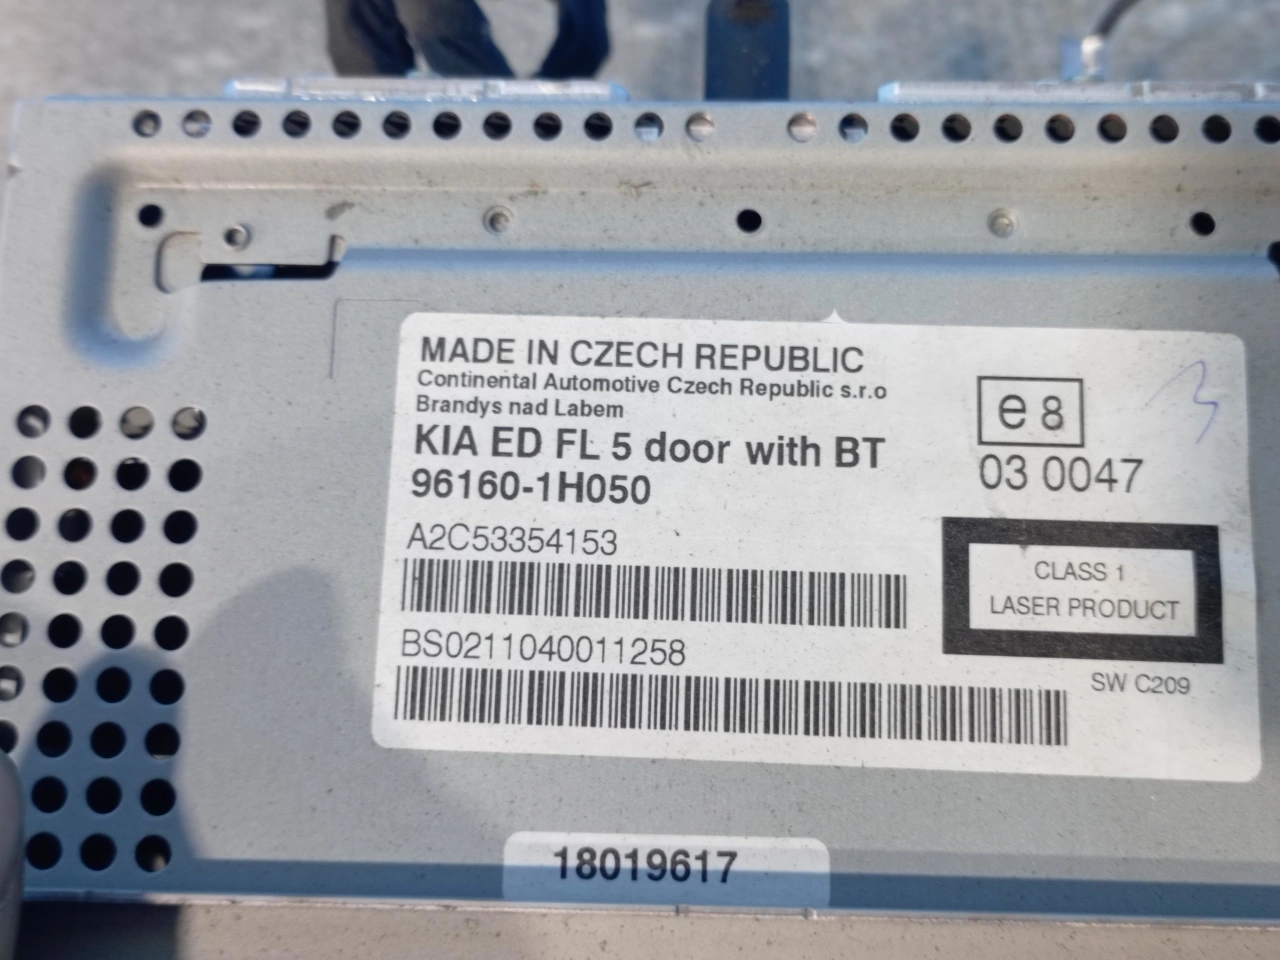 MADE IN CZECH REPUBLIC
Continental Automotive Czech Republic s.r.o
Brandys nad Labem
KIA ED FL 5 door with BT
96160-1H050
A2C53354153
BS0211040011258
e8
03 0047
CLASS 1
LASER PRODUCT
SW C209
3
18019617